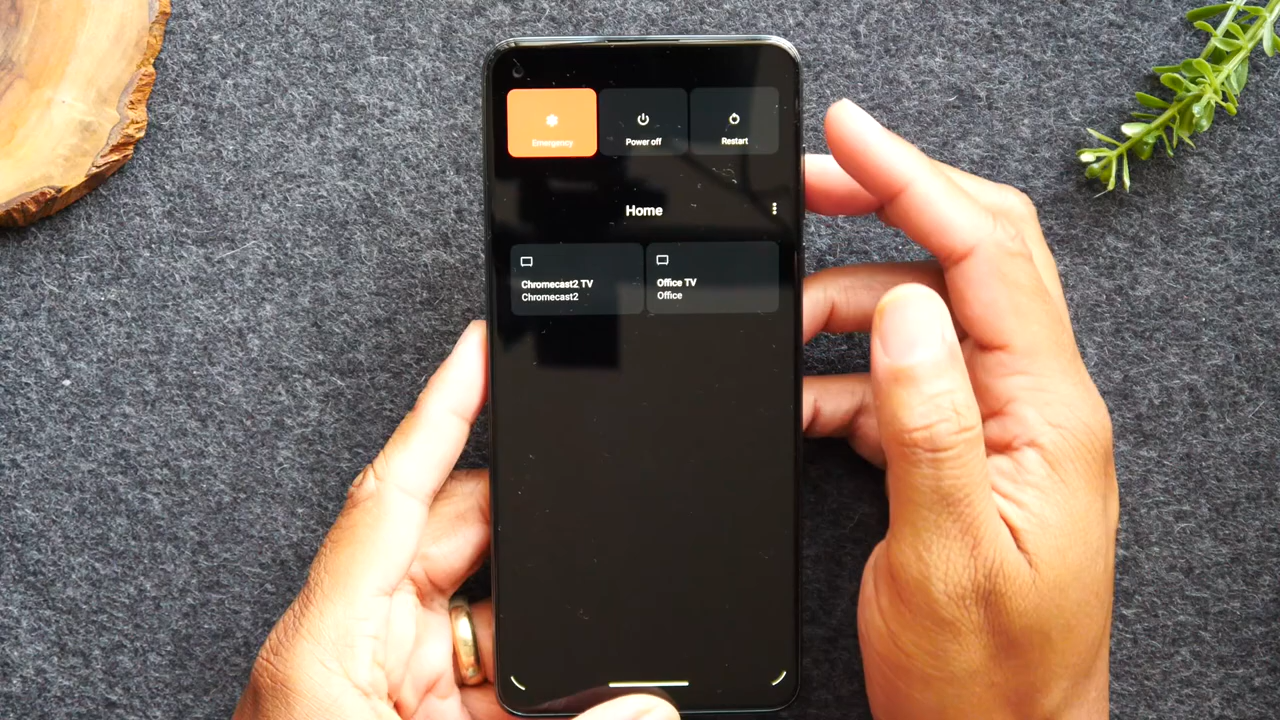 Emergency
Power off
Restart
Home
Chromecast2 TV
Chromecast2
Office TV
Office